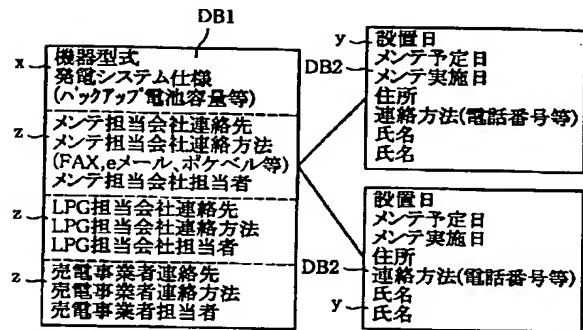 DB1
x
機器型式
発電システム仕様
(バックアップ電池容量等)
z
メンテ担当会社連絡先
メンテ担当会社連絡方法
(FAX,eメール、ポケベル等)
メンテ担当会社担当者
z
LPG担当会社連絡先
LPG担当会社連絡方法
LPG担当会社担当者
z
売電事業者連絡先
売電事業者連絡方法
売電事業者担当者
y
DB2
設置日
メンテ予定日
メンテ実施日
住所
連絡方法(電話番号等)
氏名
氏名
設置日
メンテ予定日
メンテ実施日
住所
DB2
連絡方法(電話番号等)
氏名
y
氏名